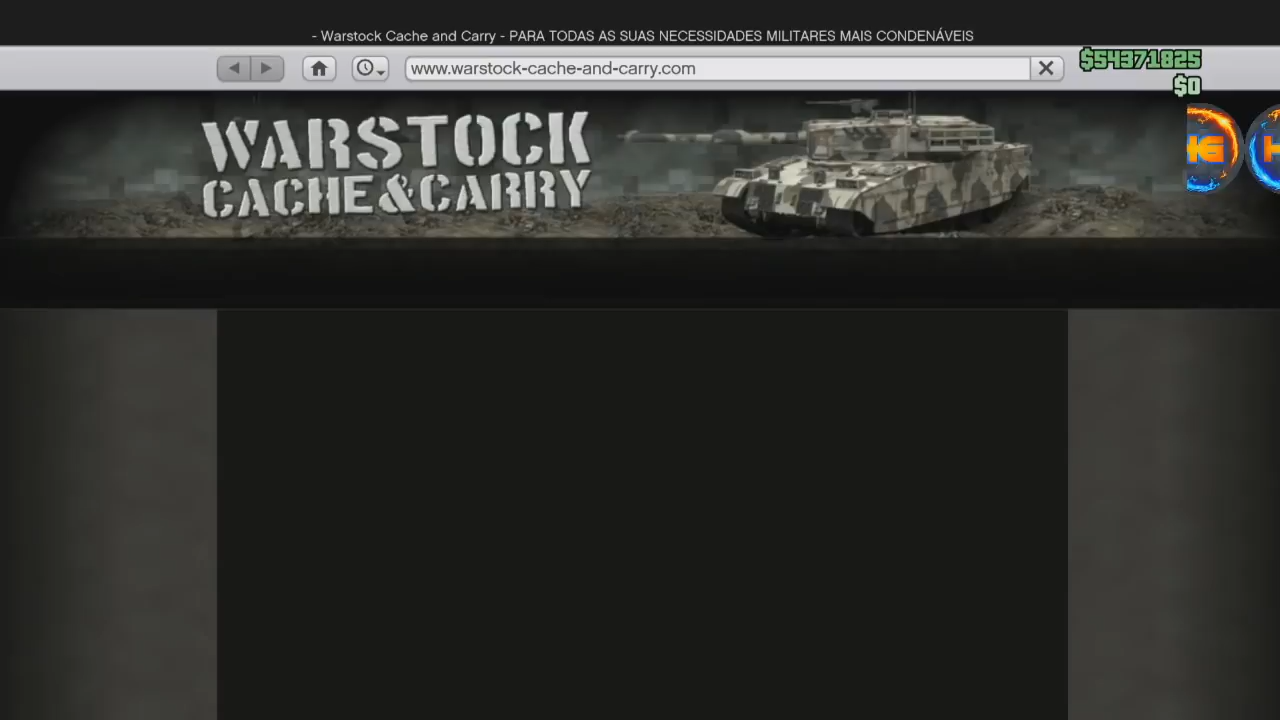 - Warstock Cache and Carry - PARA TODAS AS SUAS NECESSIDADES MILITARES MAIS CONDENÁVEIS
www.warstock-cache-and-carry.com
$54371825
$0
WARSTOCK
CACHE&CARRY